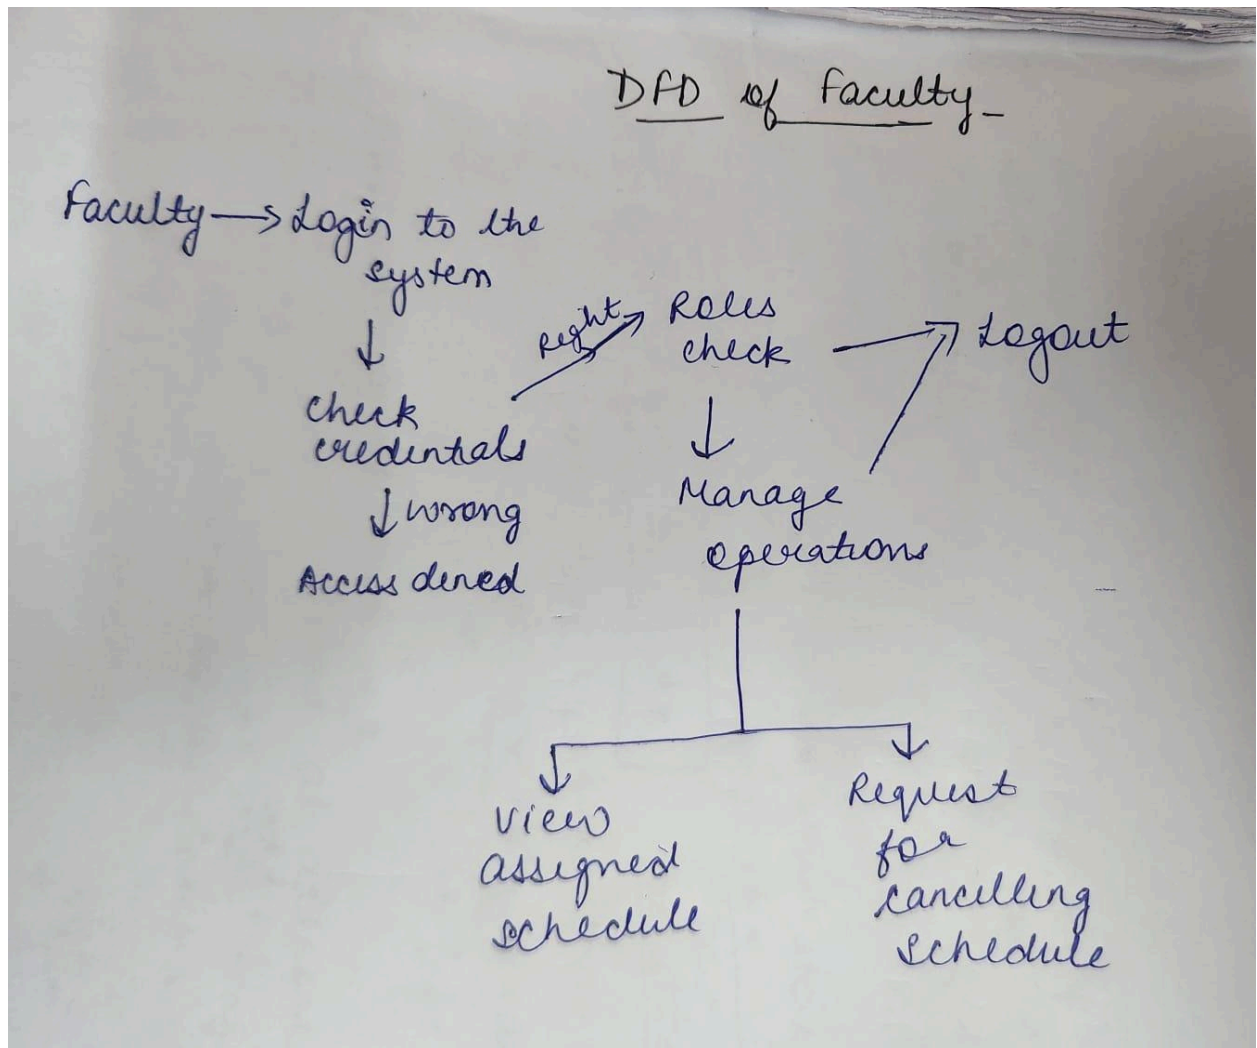 DFD of Faculty
Faculty → Login to the
system
Right
Roles
check
Logout
check
credentials
wrong
Access denied
Manage
operations
View
assigned
schedule
Request
for
cancelling
schedule